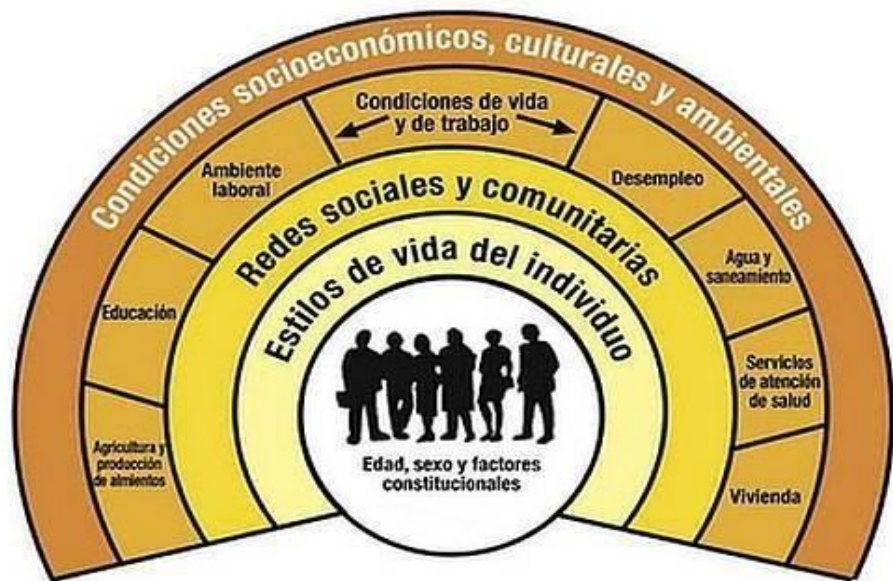 Condiciones socioeconómicos, culturales y ambientales
Condiciones de vida
y de trabajo
Ambiente
laboral
Desempleo
Educación
Agua y
saneamiento
Agricultura y
producción
de almientos
Servicios
de atención
de salud
Vivienda
Redes sociales y comunitarias
Estilos de vida del individuo
Edad, sexo y factores
constitucionales